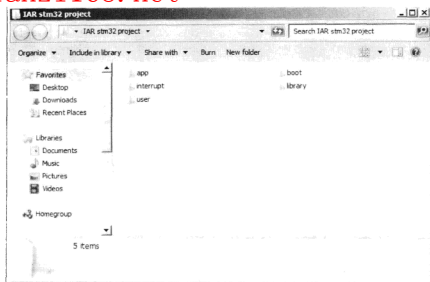 IAR stm32 project
IAR stm32 project
Search IAR stm32 project
Organize
Include in library
Share with
Burn
New folder
Favorites
Desktop
Downloads
Recent Places
Libraries
Documents
Music
Pictures
Videos
Homegroup
app
boot
interrupt
library
user
5 items